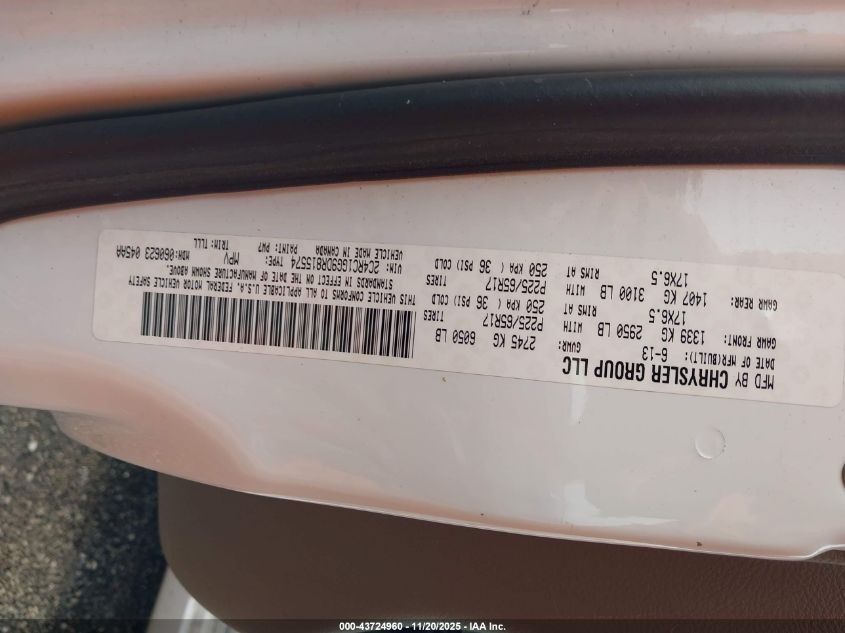 MFD BY CHRYSLER GROUP LLC
DATE OF MFR(BUILT): 6-13 GVWR: 2745 KG 6050 LB
GAWR FRONT: 1339 KG 2950 LB WITH P225/65R17 TIRES
17X6.5 RIMS AT 250 KPA ( 36 PSI) COLD
GAWR REAR: 1407 KG 3100 LB WITH P225/65R17 TIRES
17X6.5 RIMS AT 250 KPA ( 36 PSI) COLD
THIS VEHICLE CONFORMS TO ALL APPLICABLE U.S.A. FEDERAL MOTOR VEHICLE SAFETY
STANDARDS IN EFFECT ON THE DATE OF MANUFACTURE SHOWN ABOVE.
VIN: 2C4RC1GG9DR815574 TYPE: MPV MDH:060623 045AA
VEHICLE MADE IN CANADA PAINT: PW7 TRIM: TLLL
000-43724960 — 11/20/2025 — IAA Inc.